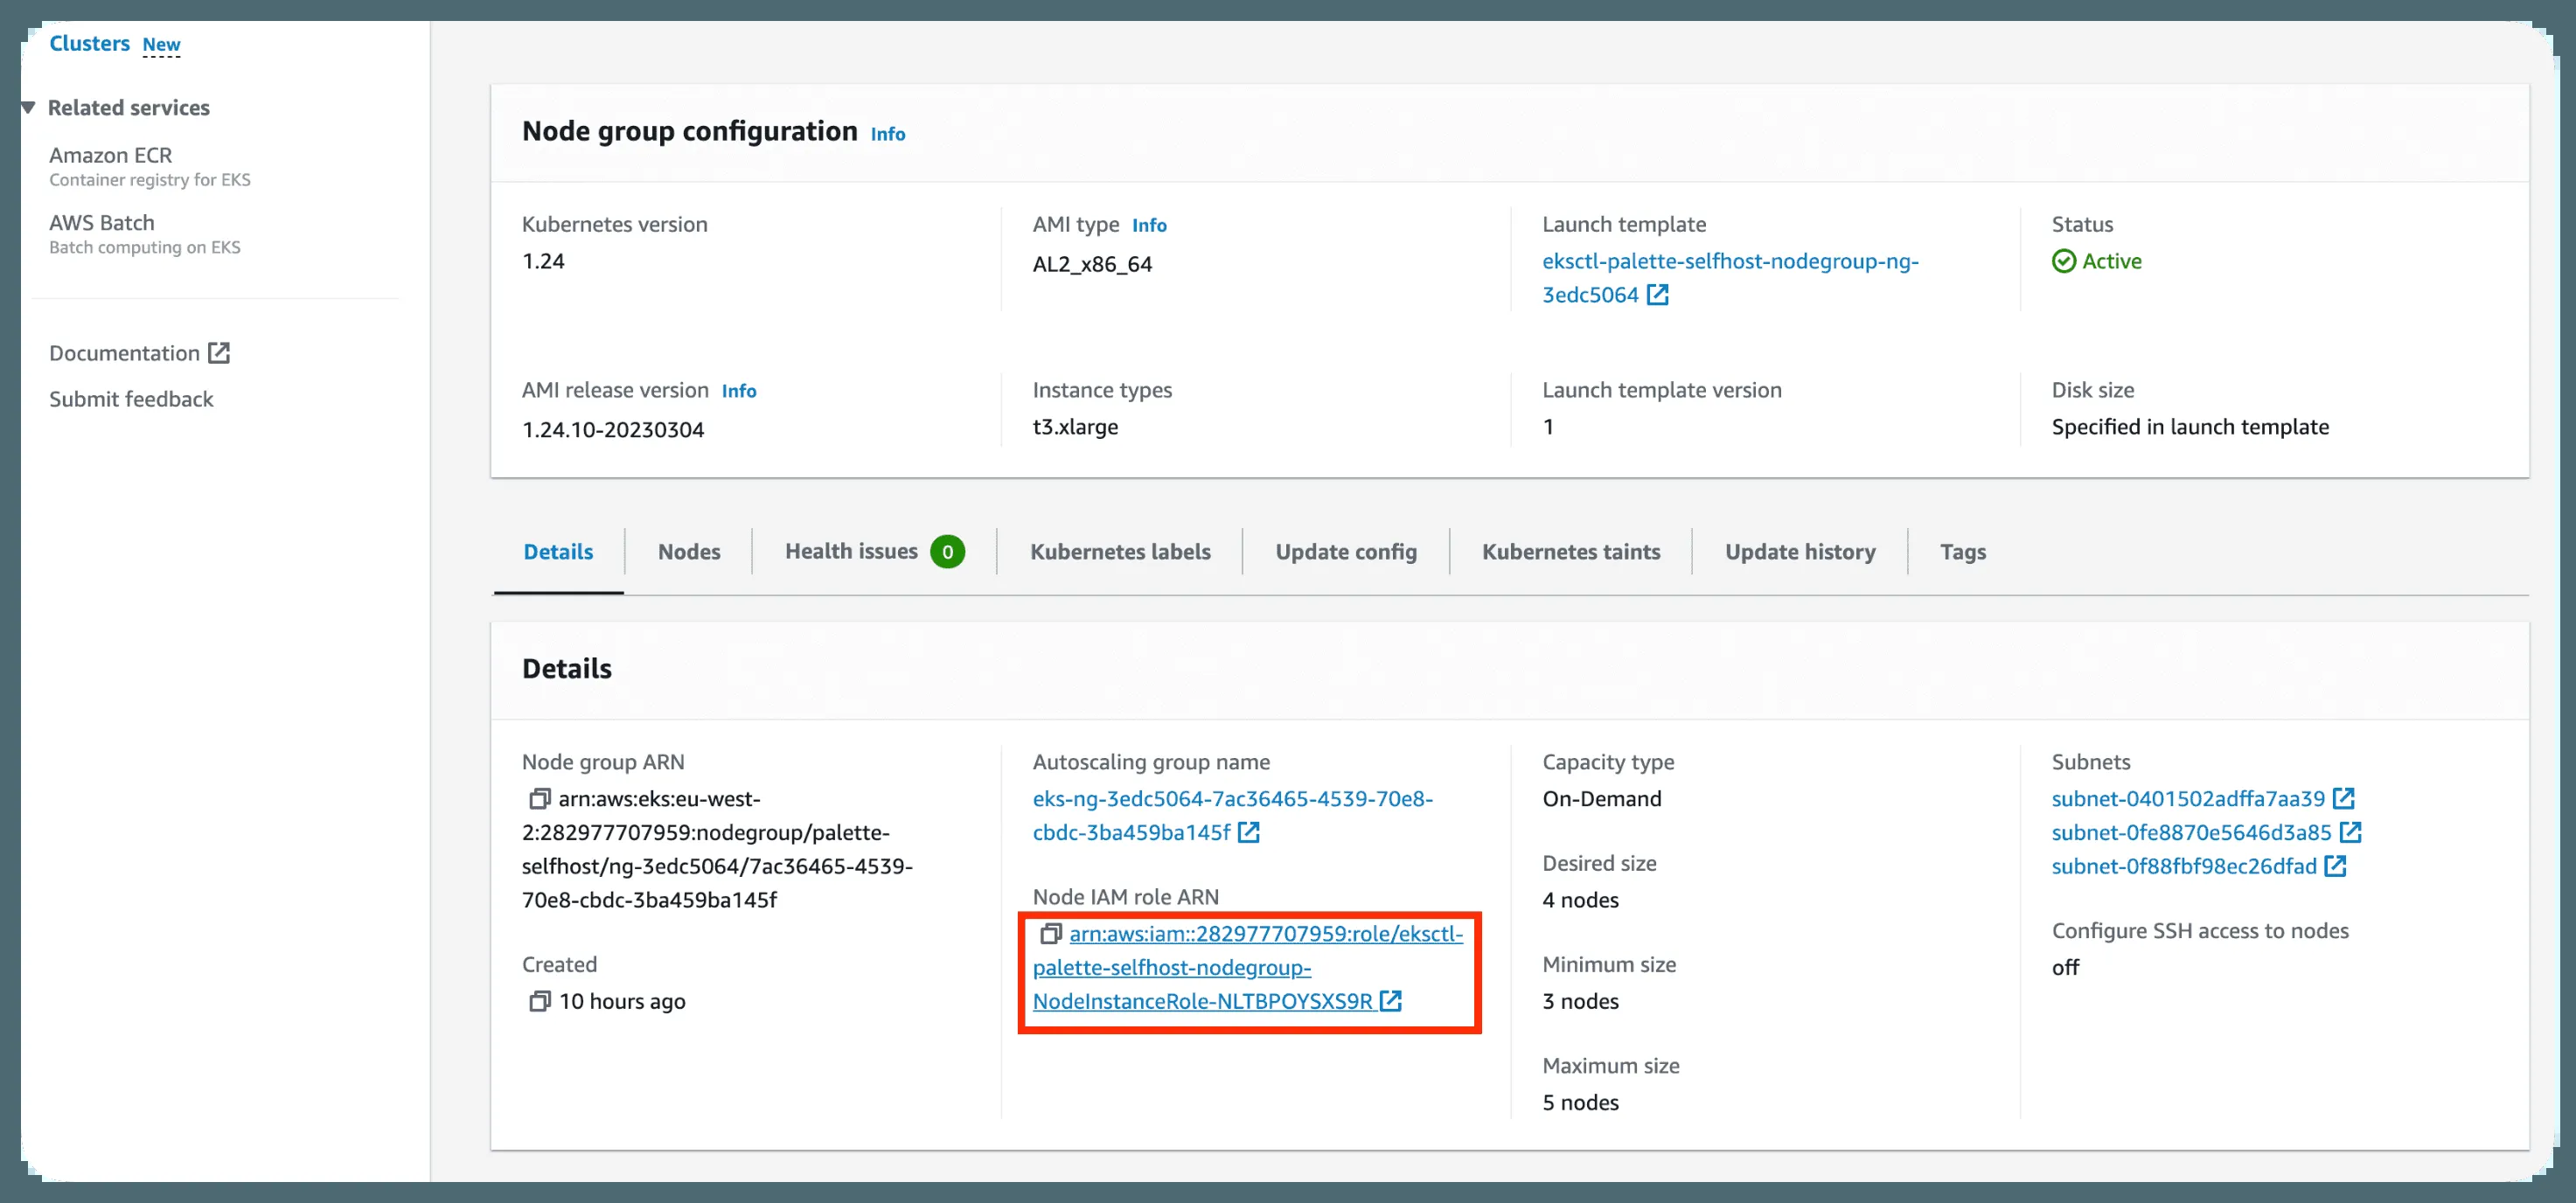 Clusters New
Related services
Amazon ECR
Container registry for EKS
AWS Batch
Batch computing on EKS
Documentation
Submit feedback
Node group configuration Info
Kubernetes version
1.24
AMI type Info
AL2_x86_64
Launch template
eksctl-palette-selfhost-nodegroup-ng-
3edc5064
Status
Active
AMI release version Info
1.24.10-20230304
Instance types
t3.xlarge
Launch template version
1
Disk size
Specified in launch template
Details
Nodes
Health issues 0
Kubernetes labels
Update config
Kubernetes taints
Update history
Tags
Details
Node group ARN
arn:aws:eks:eu-west-
2:282977707959:nodegroup/palette-
selfhost/ng-3edc5064/7ac36465-4539-
70e8-cbdc-3ba459ba145f
Created
10 hours ago
Autoscaling group name
eks-ng-3edc5064-7ac36465-4539-70e8-
cbdc-3ba459ba145f
Node IAM role ARN
arn:aws:iam::282977707959:role/eksctl-
palette-selfhost-nodegroup-
NodeInstanceRole-NLTBPOYSXS9R
Capacity type
On-Demand
Desired size
4 nodes
Minimum size
3 nodes
Maximum size
5 nodes
Subnets
subnet-0401502adffa7aa39
subnet-0fe8870e5646d3a85
subnet-0f88fbf98ec26dfad
Configure SSH access to nodes
off